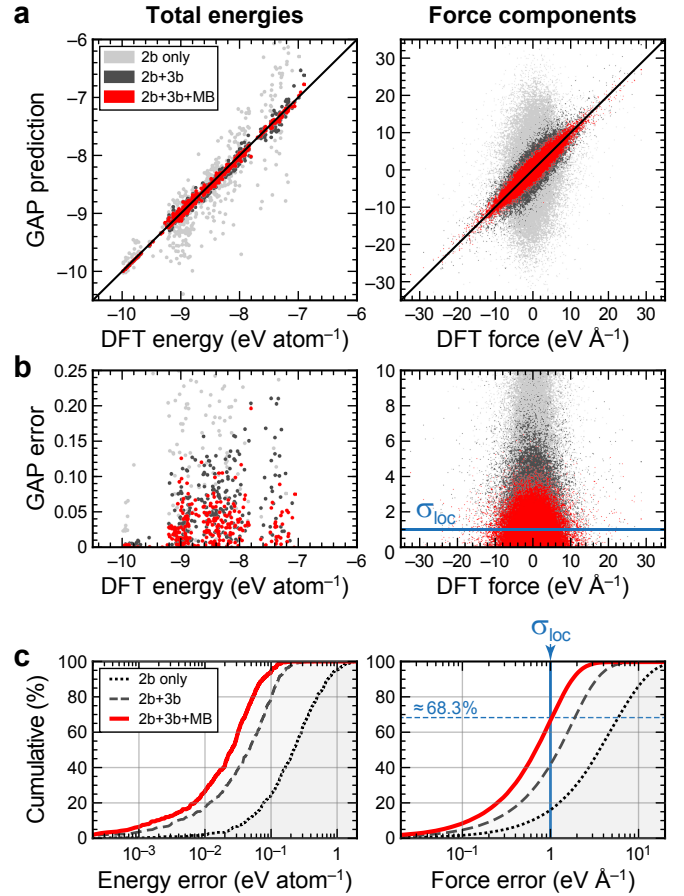 a
Total energies
Force components
GAP prediction
−6
−7
−8
−9
−10
2b only
2b+3b
2b+3b+MB
−10 −9 −8 −7 −6
DFT energy (eV atom⁻¹)
30
20
10
0
−10
−20
−30
−30 −20 −10 0 10 20 30
DFT force (eV Å⁻¹)
b
GAP error
0.25
0.20
0.15
0.10
0.05
0
−10 −9 −8 −7 −6
DFT energy (eV atom⁻¹)
10
8
6
4
2
0
σloc
−30 −20 −10 0 10 20 30
DFT force (eV Å⁻¹)
c
Cumulative (%)
100
80
60
40
20
0
2b only
2b+3b
2b+3b+MB
10⁻³ 10⁻² 10⁻¹ 1
Energy error (eV atom⁻¹)
σloc
100
80
60
40
20
0
≈68.3%
10⁻¹ 1 10¹
Force error (eV Å⁻¹)